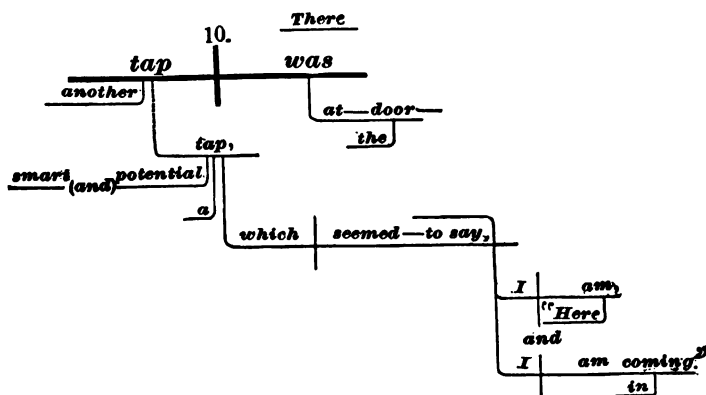 There
10.
tap was
another
at door
the
tap,
smart (and) potential
a
which seemed to say,
I am,
"Here
and
I am coming."
in